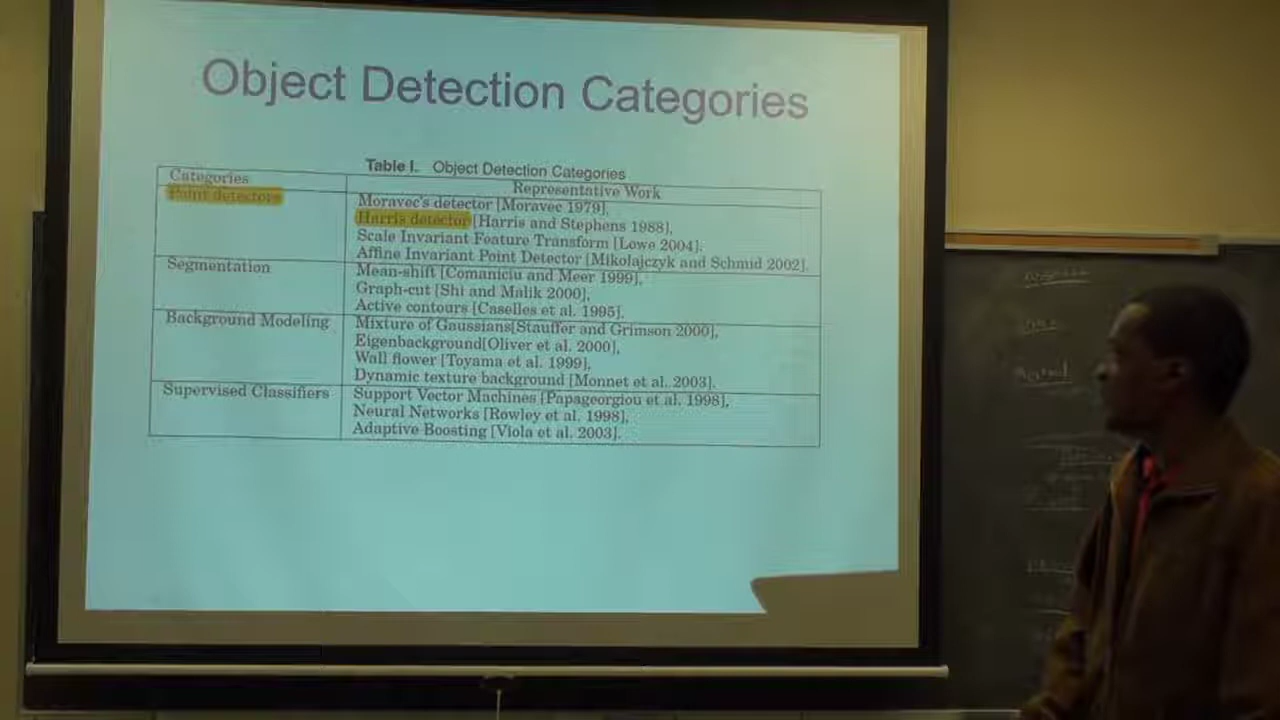 Object Detection Categories
Table I. Object Detection Categories
Categories
Representative Work
Point detectors
Moravec's detector [Moravec 1979],
Harris detector [Harris and Stephens 1988],
Scale Invariant Feature Transform [Lowe 2004].
Affine Invariant Point Detector [Mikolajczyk and Schmid 2002].
Segmentation
Mean-shift [Comaniciu and Meer 1999],
Graph-cut [Shi and Malik 2000],
Active contours [Caselles et al. 1995].
Background Modeling
Mixture of Gaussians[Stauffer and Grimson 2000],
Eigenbackground[Oliver et al. 2000],
Wall flower [Toyama et al. 1999],
Dynamic texture background [Monnet et al. 2003].
Supervised Classifiers
Support Vector Machines [Papageorgiou et al. 1998],
Neural Networks [Rowley et al. 1998],
Adaptive Boosting [Viola et al. 2003].